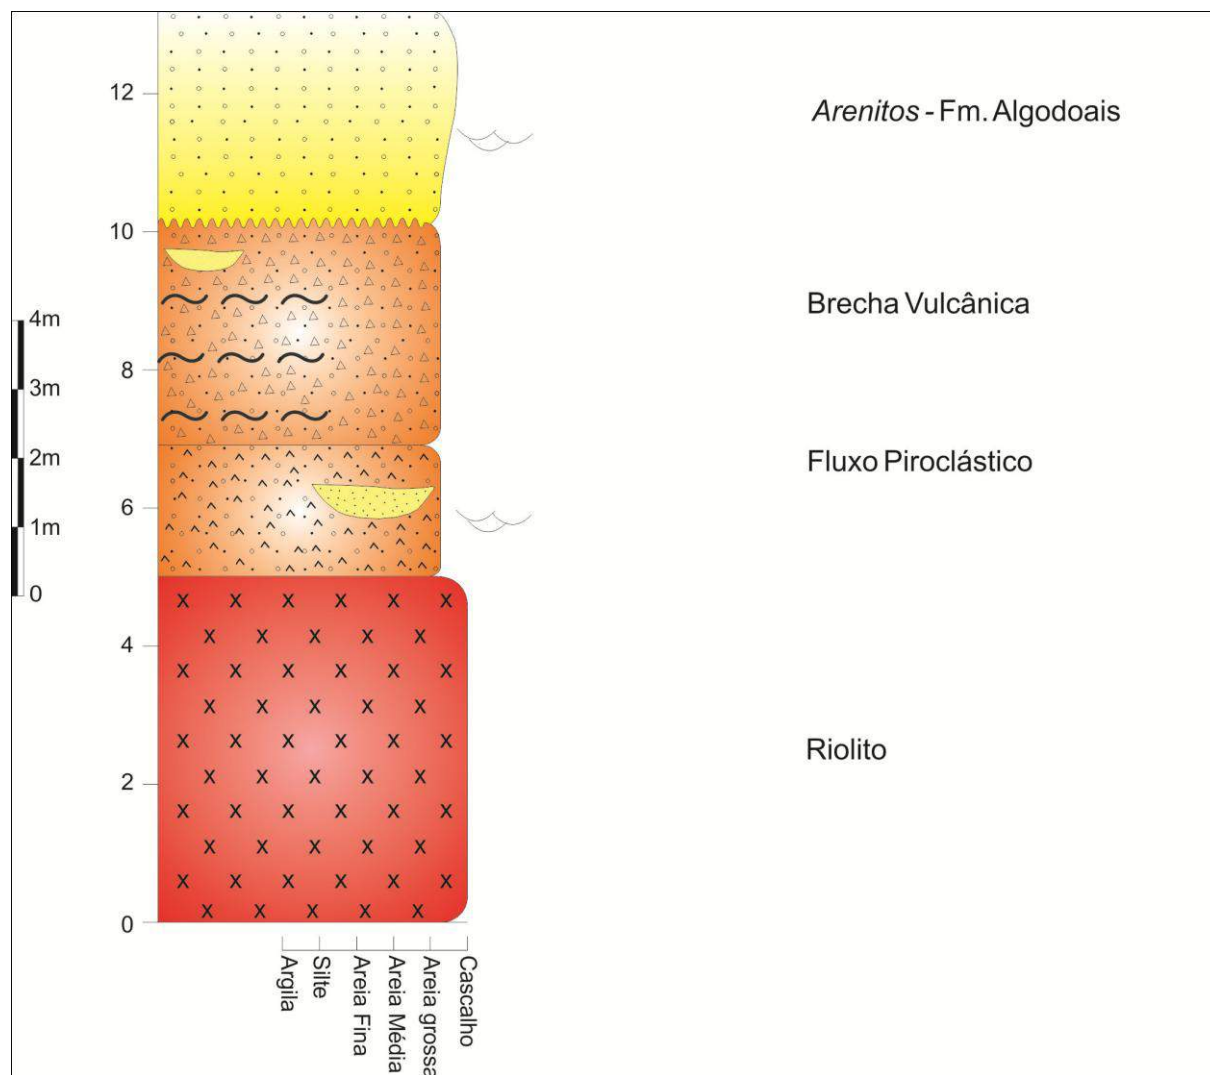 12
Arenitos - Fm. Algodoais
10
Brecha Vulcânica
4m
8
3m
2m
Fluxo Piroclástico
6
1m
0
4
Riolito
2
0
Argila
Silte
Areia Fina
Areia Média
Areia grossa
Cascalho